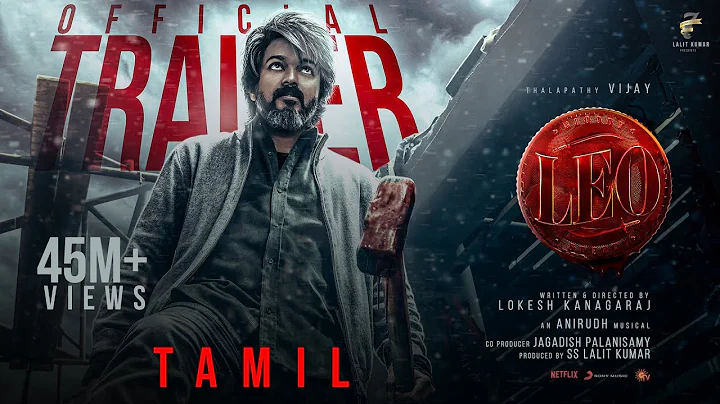 OFFICIAL
TRAILER
45M+
VIEWS
TAMIL
LALIT KUMAR
PRESENTS
THALAPATHY VIJAY
LEO
WRITTEN & DIRECTED BY
LOKESH KANAGARAJ
AN ANIRUDH MUSICAL
CO PRODUCER JAGADISH PALANISAMY
PRODUCED BY SS LALIT KUMAR
NETFLIX
SONY MUSIC